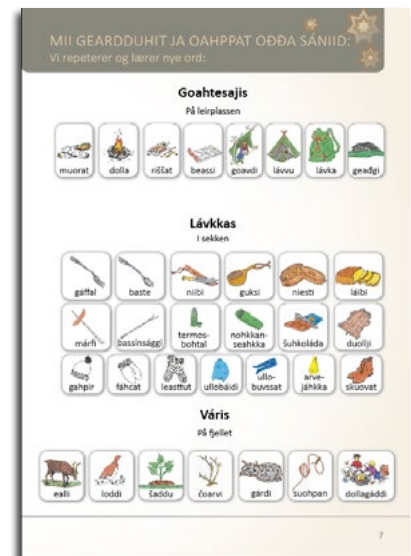 MII GEARDDUHIT JA OAHPPAT OĐĐA SÁNIID:
Vi repeterer og lærer nye ord:
Goahtesajis
På leirplassen
muorat dolla riššat beassi goavdi lávvu lávka geađgi
Lávkkas
I sekken
gáffal baste niibi guksi niesti láibi
márfi bassinsággi termos-bohtal nohkkan-seahkka šuhkoláda duollji
gahpir fáhcat leasttut ullobáidi ullo-buvssat arve-jáhkka skuovat
Váris
På fjellet
ealli loddi šaddu čoarvi gárdi suohpan dollagáddi
7